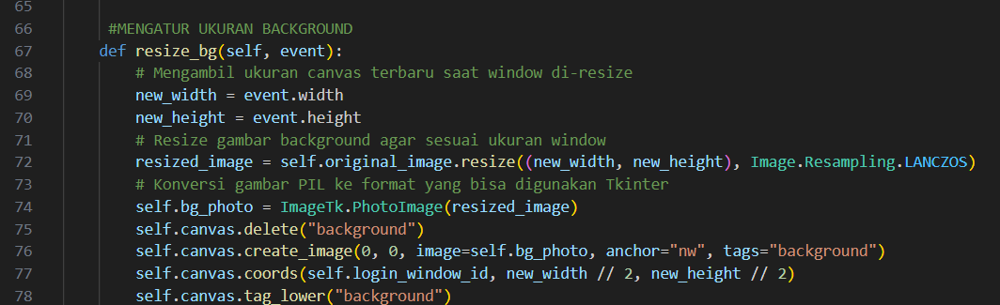 65
66 #MENGATUR UKURAN BACKGROUND
67 def resize_bg(self, event):
68 # Mengambil ukuran canvas terbaru saat window di-resize
69 new_width = event.width
70 new_height = event.height
71 # Resize gambar background agar sesuai ukuran window
72 resized_image = self.original_image.resize((new_width, new_height), Image.Resampling.LANCZOS)
73 # Konversi gambar PIL ke format yang bisa digunakan Tkinter
74 self.bg_photo = ImageTk.PhotoImage(resized_image)
75 self.canvas.delete("background")
76 self.canvas.create_image(0, 0, image=self.bg_photo, anchor="nw", tags="background")
77 self.canvas.coords(self.login_window_id, new_width // 2, new_height // 2)
78 self.canvas.tag_lower("background")